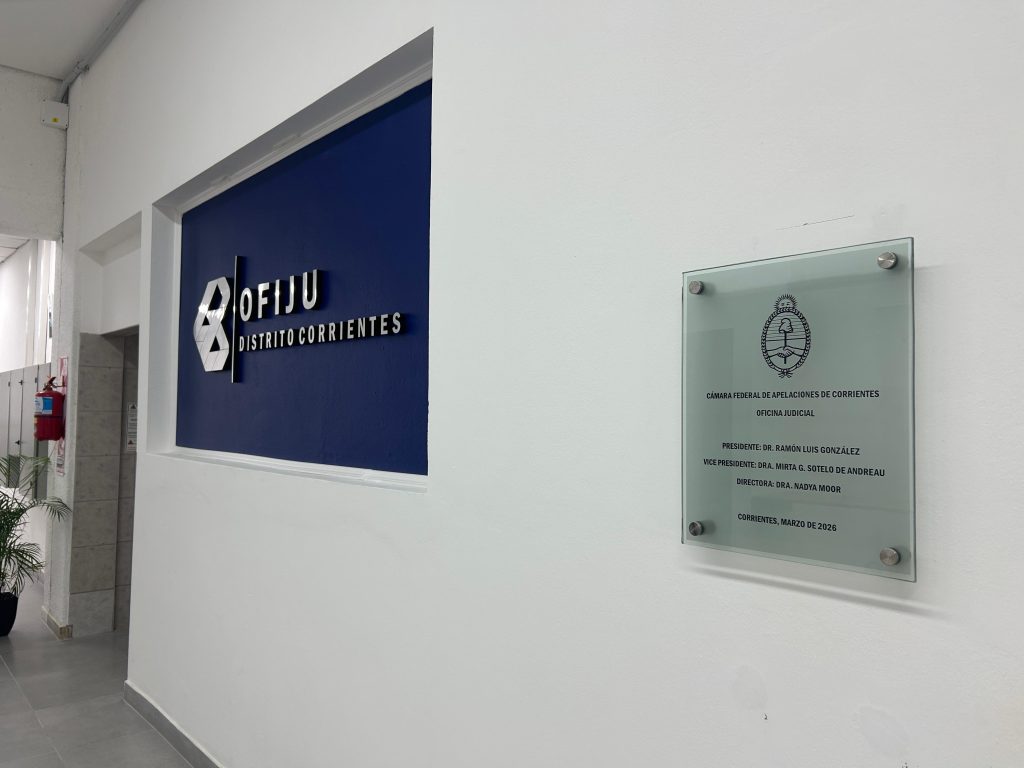 OFIJU
DISTRITO CORRIENTES
CÁMARA FEDERAL DE APELACIONES DE CORRIENTES
OFICINA JUDICIAL
PRESIDENTE: DR. RAMÓN LUIS GONZÁLEZ
VICE PRESIDENTE: DRA. MIRTA G. SOTELO DE ANDREAU
DIRECTORA: DRA. NADYA MOOR
CORRIENTES, MARZO DE 2026